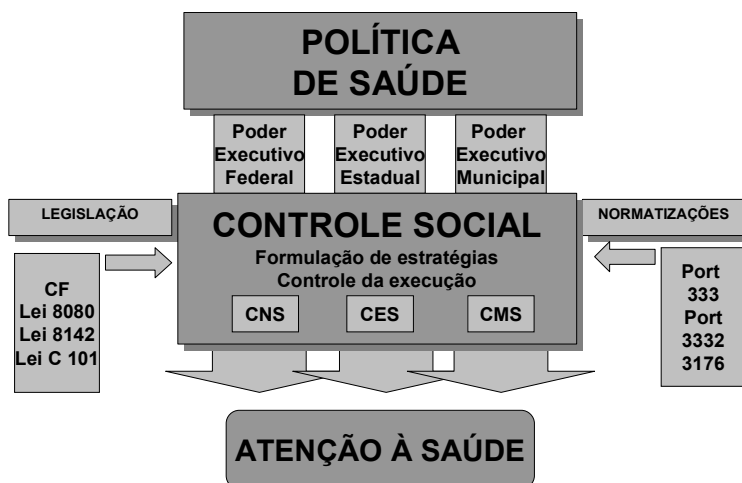 POLÍTICA
DE SAÚDE
Poder
Executivo
Federal
Poder
Executivo
Estadual
Poder
Executivo
Municipal
LEGISLAÇÃO
CONTROLE SOCIAL
NORMATIZAÇÕES
Formulação de estratégias
Controle da execução
CNS
CES
CMS
CF
Lei 8080
Lei 8142
Lei C 101
Port
333
Port
3332
3176
ATENÇÃO À SAÚDE